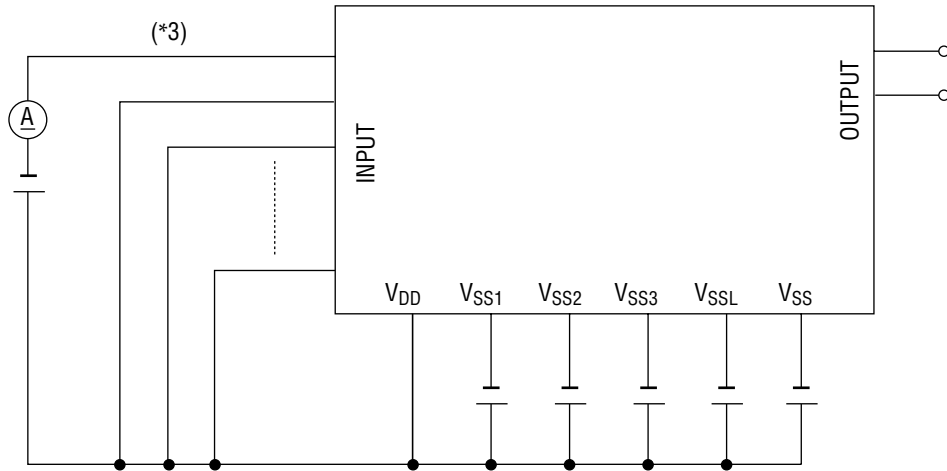 (*3)
A
INPUT
OUTPUT
VDD VSS1 VSS2 VSS3 VSSL VSS